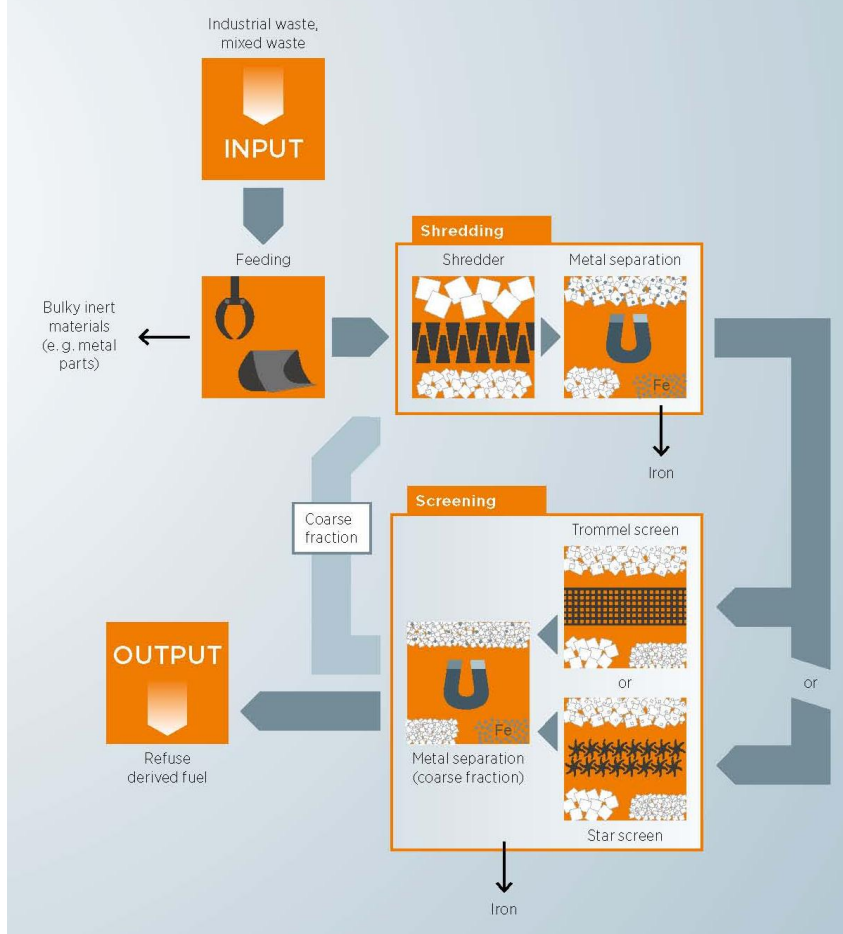 Industrial waste,
mixed waste
INPUT
Feeding
Bulky inert
materials
(e. g. metal
parts)
Shredding
Shredder
Metal separation
Fe
Iron
Coarse
fraction
Screening
Trommel screen
or
or
Fe
Metal separation
(coarse fraction)
Star screen
Iron
OUTPUT
Refuse
derived fuel